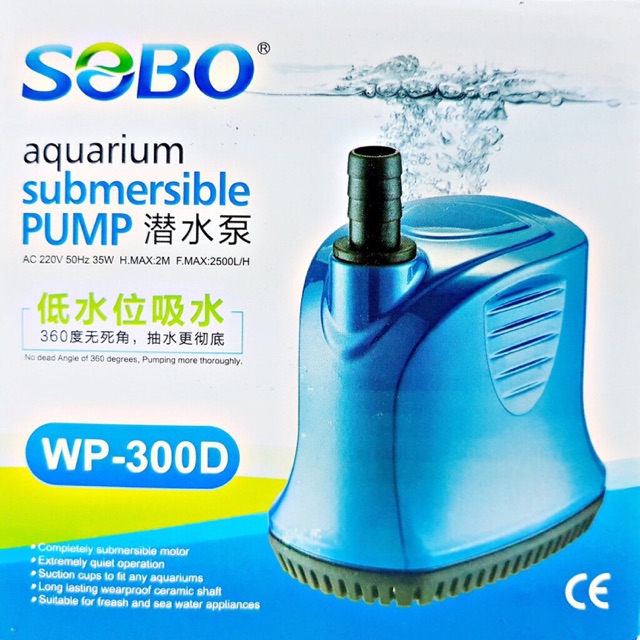 SOBO®
aquarium
submersible
PUMP 潜水泵
AC 220V 50Hz 35W H.MAX:2M F.MAX:2500L/H
低水位吸水
360度无死角，抽水更彻底
No dead Angle of 360 degrees, Pumping more thoroughly.
WP-300D
•Completely submersible motor
•Extremely quiet operation
•Suction cups to fit any aquariums
•Long lasting wearproof ceramic shaft
•Suitable for freash and sea water appliances
CE